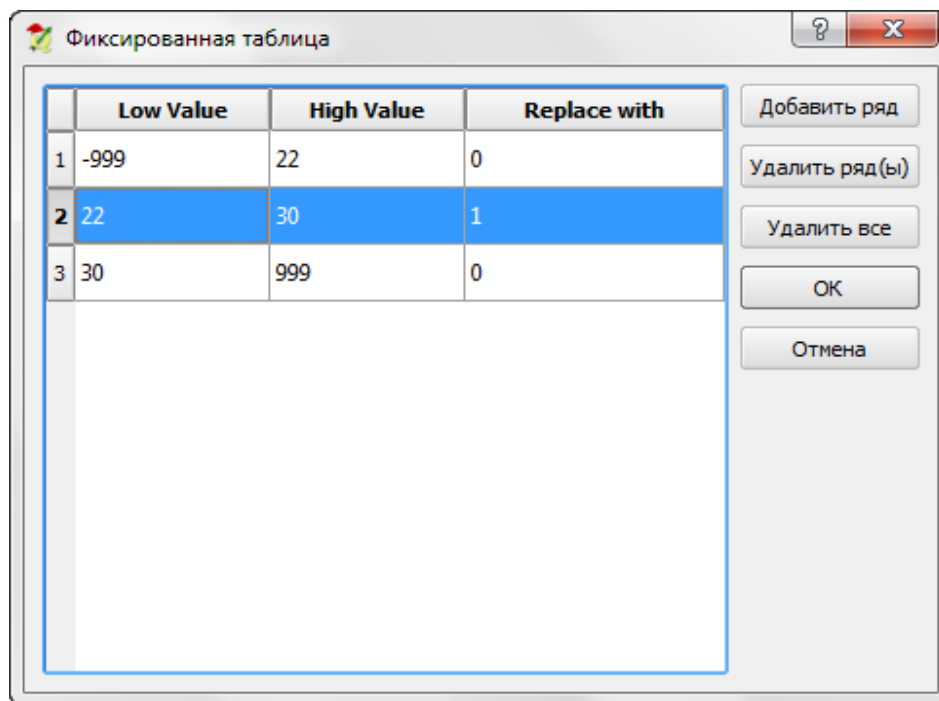 Фиксированная таблица
Low Value High Value Replace with
1 -999 22 0
2 22 30 1
3 30 999 0
Добавить ряд
Удалить ряд(ы)
Удалить все
OK
Отмена